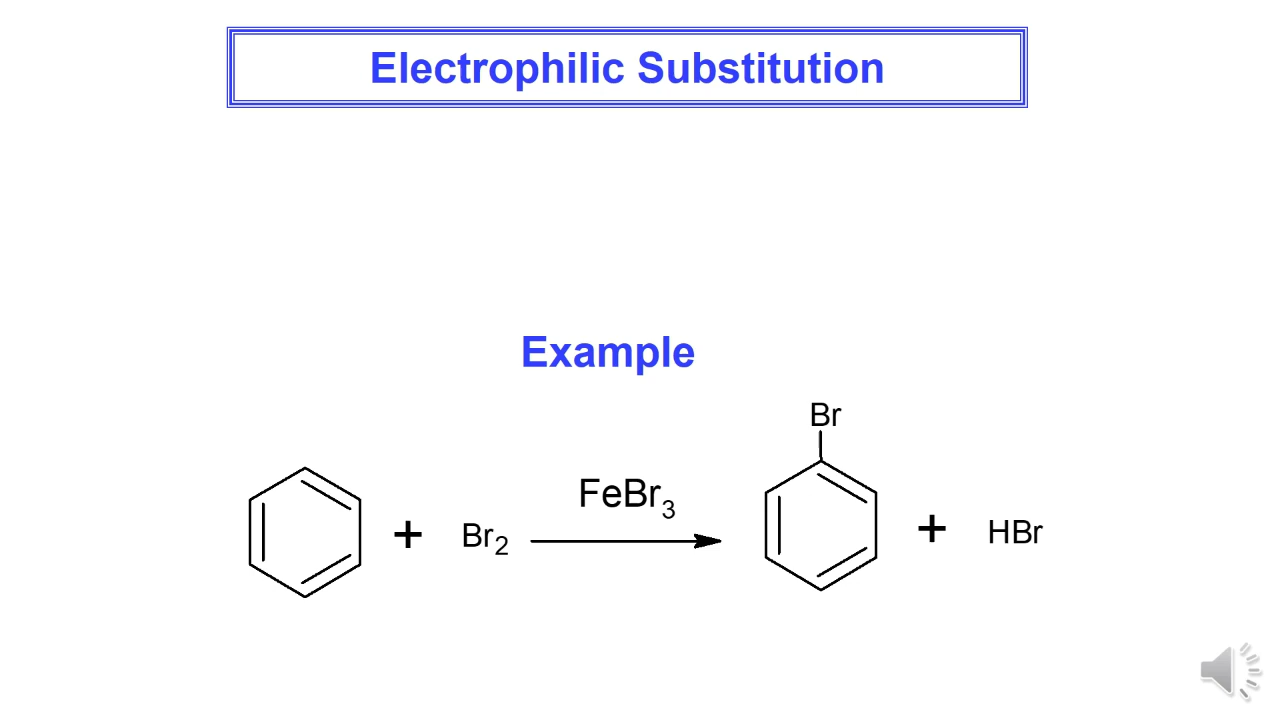 Electrophilic Substitution
Example
Br
FeBr₃
+ Br₂ + HBr